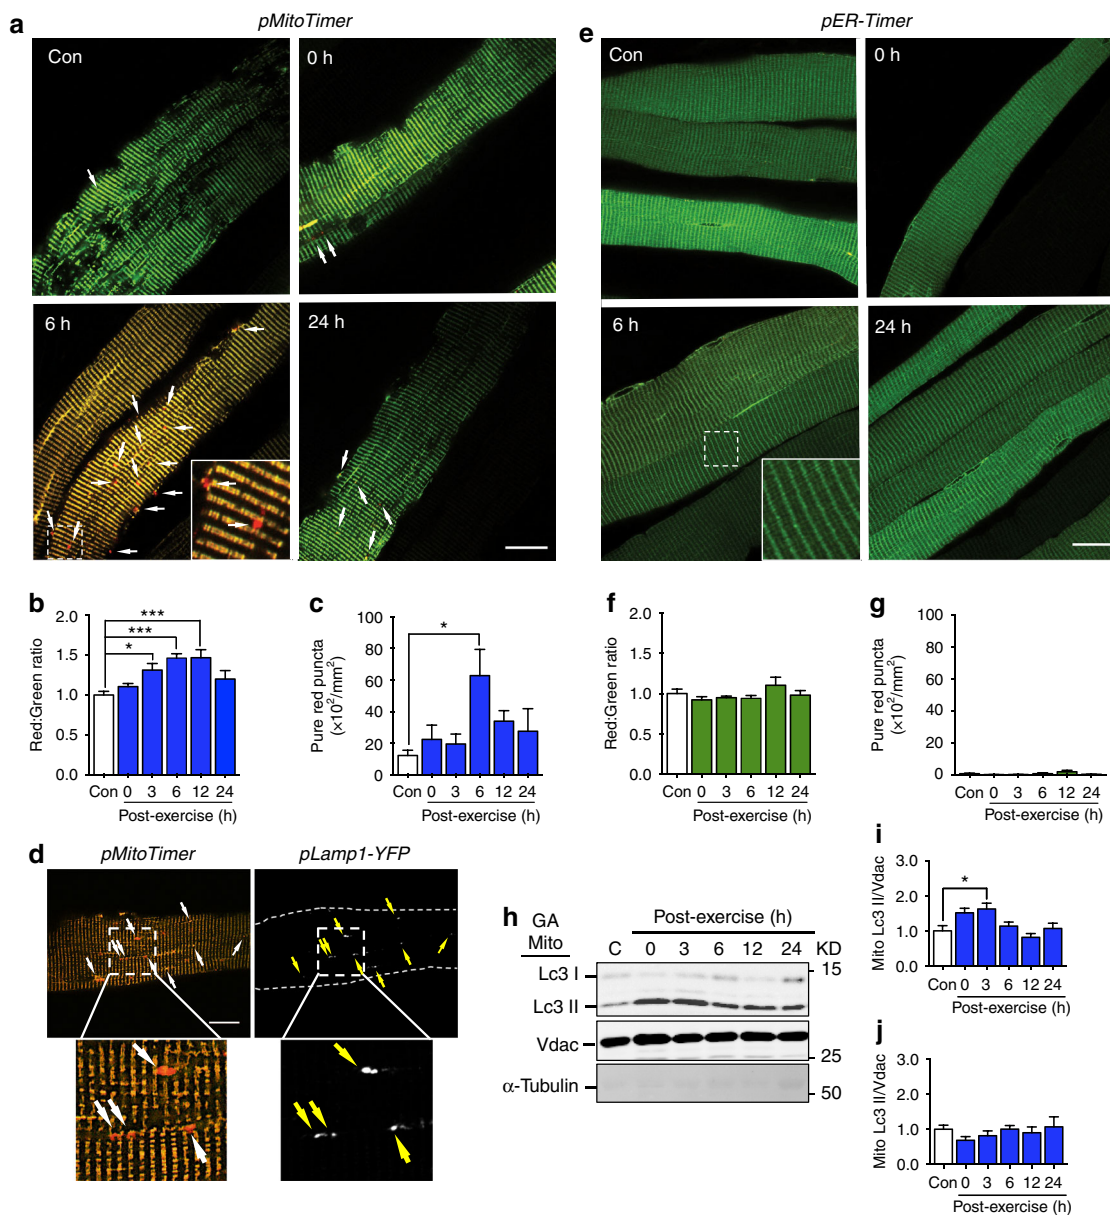 a
pMitoTimer
Con
0 h
6 h
24 h
e
pER-Timer
Con
0 h
6 h
24 h
b
Red:Green ratio
2.0
1.5
1.0
0.5
0.0
***
***
*
Con 0 3 6 12 24
Post-exercise (h)
c
Pure red puncta
(×10²/mm²)
100
80
60
40
20
0
*
Con 0 3 6 12 24
Post-exercise (h)
f
Red:Green ratio
2.0
1.5
1.0
0.5
0.0
Con 0 3 6 12 24
Post-exercise (h)
g
Pure red puncta
(×10²/mm²)
100
80
60
40
20
0
Con 0 3 6 12 24
Post-exercise (h)
d
pMitoTimer
pLamp1-YFP
h
GA
Mito
Post-exercise (h)
C 0 3 6 12 24 KD
Lc3 I
15
Lc3 II
Vdac
25
α-Tubulin
50
i
Mito Lc3 II/Vdac
3.0
2.0
1.0
0.0
*
Con 0 3 6 12 24
j
Mito Lc3 II/Vdac
3.0
2.0
1.0
0.0
Con 0 3 6 12 24
Post-exercise (h)